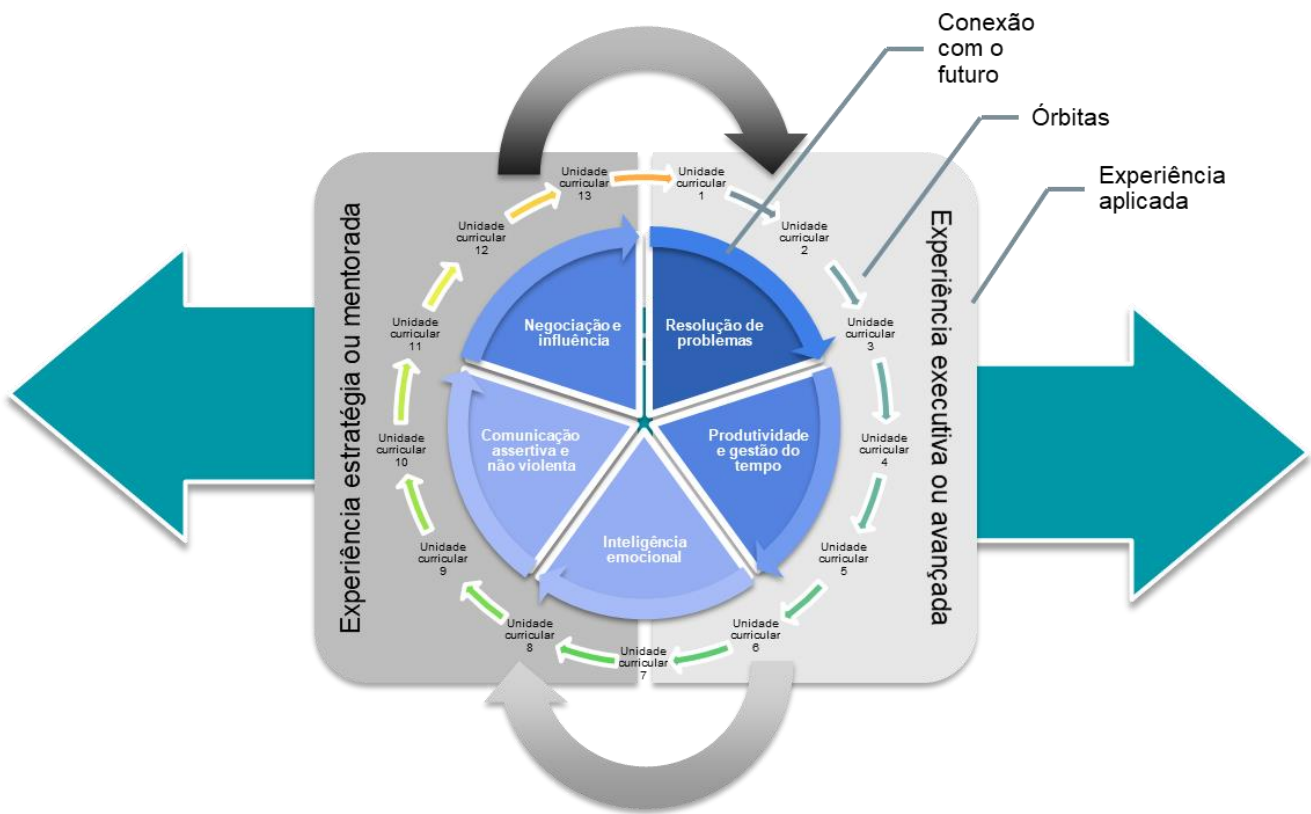 Conexão
com o
futuro
Órbitas
Experiência
aplicada
Experiência estratégia ou mentorada
Experiência executiva ou avançada
Unidade
curricular
1
Unidade
curricular
2
Unidade
curricular
3
Unidade
curricular
4
Unidade
curricular
5
Unidade
curricular
6
Unidade
curricular
7
Unidade
curricular
8
Unidade
curricular
9
Unidade
curricular
10
Unidade
curricular
11
Unidade
curricular
12
Unidade
curricular
13
Resolução de
problemas
Produtividade
e gestão do
tempo
Inteligência
emocional
Comunicação
assertiva e
não violenta
Negociação e
influência